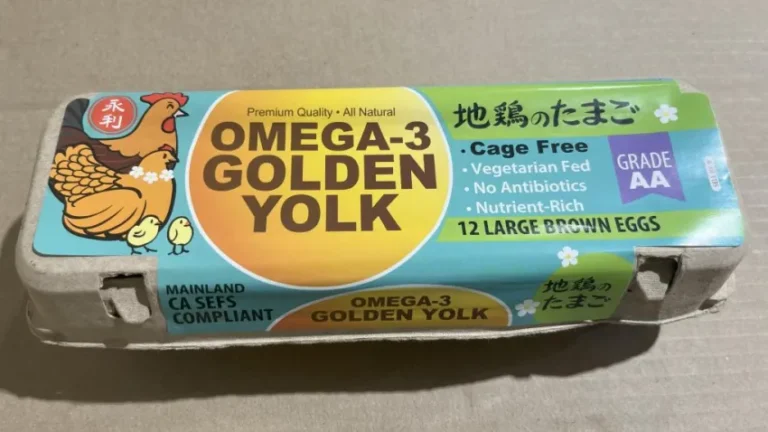 永
利
Premium Quality • All Natural
OMEGA-3
GOLDEN
YOLK
地鶏のたまご
• Cage Free
• Vegetarian Fed
• No Antibiotics
• Nutrient-Rich
GRADE
AA
12 LARGE BROWN EGGS
MAINLAND
CA SEFS
COMPLIANT
OMEGA-3
GOLDEN YOLK
地鶏の
たまご